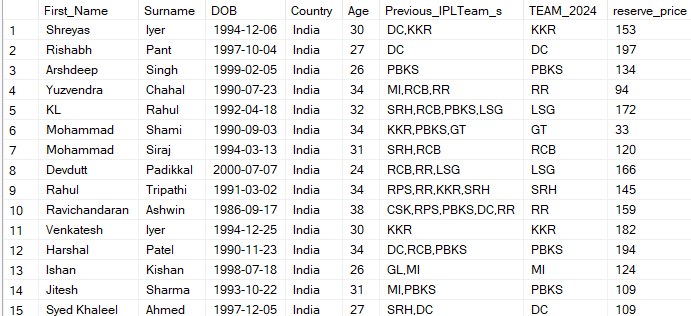 First_Name Surname DOB Country Age Previous_IPLTeam_s TEAM_2024 reserve_price
1 Shreyas Iyer 1994-12-06 India 30 DC,KKR KKR 153
2 Rishabh Pant 1997-10-04 India 27 DC DC 197
3 Arshdeep Singh 1999-02-05 India 26 PBKS PBKS 134
4 Yuzvendra Chahal 1990-07-23 India 34 MI,RCB,RR RR 94
5 KL Rahul 1992-04-18 India 32 SRH,RCB,PBKS,LSG LSG 172
6 Mohammad Shami 1990-09-03 India 34 KKR,PBKS,GT GT 33
7 Mohammad Siraj 1994-03-13 India 31 SRH,RCB RCB 120
8 Devdutt Padikkal 2000-07-07 India 24 RCB,RR,LSG LSG 166
9 Rahul Tripathi 1991-03-02 India 34 RPS,RR,KKR,SRH SRH 145
10 Ravichandaran Ashwin 1986-09-17 India 38 CSK,RPS,PBKS,DC,RR RR 159
11 Venkatesh Iyer 1994-12-25 India 30 KKR KKR 182
12 Harshal Patel 1990-11-23 India 34 DC,RCB,PBKS PBKS 194
13 Ishan Kishan 1998-07-18 India 26 GL,MI MI 124
14 Jitesh Sharma 1993-10-22 India 31 MI,PBKS PBKS 109
15 Syed Khaleel Ahmed 1997-12-05 India 27 SRH,DC DC 109